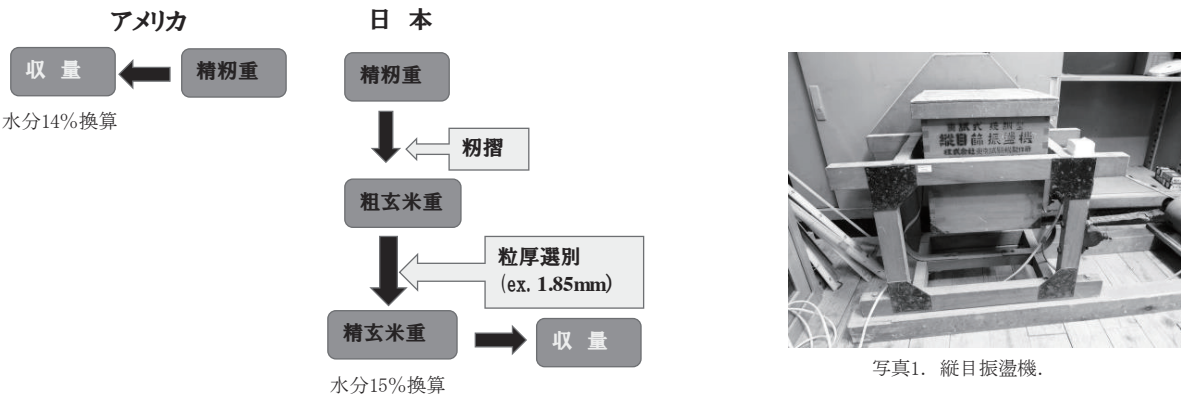 アメリカ
収 量
精籾重
水分14%換算
日 本
精籾重
籾摺
粗玄米重
粒厚選別
(ex. 1.85mm)
精玄米重
収 量
水分15%換算
縦目篩振盪機
写真1. 縦目振盪機.